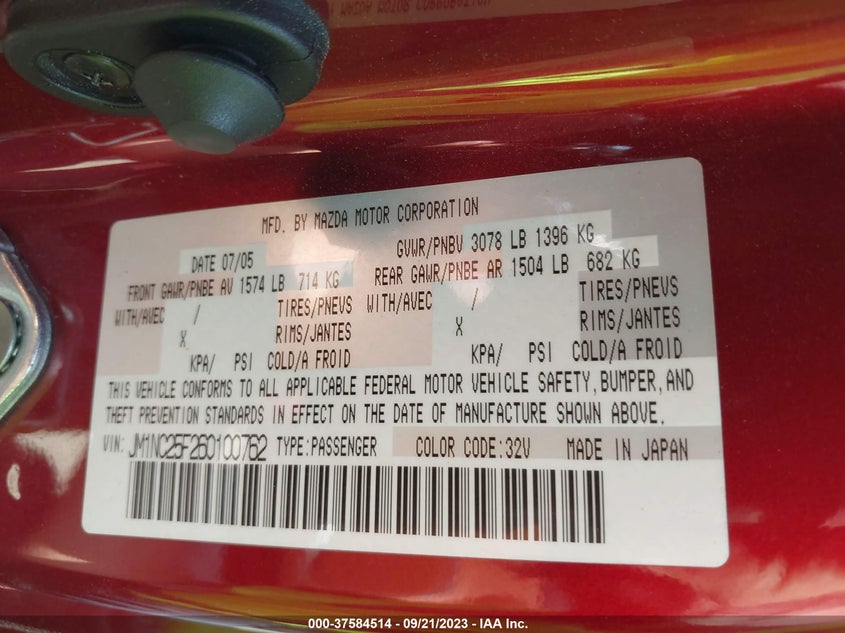 MFD. BY MAZDA MOTOR CORPORATION
DATE 07/05 GVWR/PNBV 3078 LB 1396 KG
FRONT GAWR/PNBE AV 1574 LB 714 KG REAR GAWR/PNBE AR 1504 LB 682 KG
WITH/AVEC / TIRES/PNEVS WITH/AVEC / TIRES/PNEVS
X RIMS/JANTES X RIMS/JANTES
KPA/ PSI COLD/A FROID KPA/ PSI COLD/A FROID
THIS VEHICLE CONFORMS TO ALL APPLICABLE FEDERAL MOTOR VEHICLE SAFETY, BUMPER, AND
THEFT PREVENTION STANDARDS IN EFFECT ON THE DATE OF MANUFACTURE SHOWN ABOVE.
VIN: JM1NC25F260100762 TYPE:PASSENGER COLOR CODE:32V MADE IN JAPAN
000-37584514 - 09/21/2023 - IAA Inc.